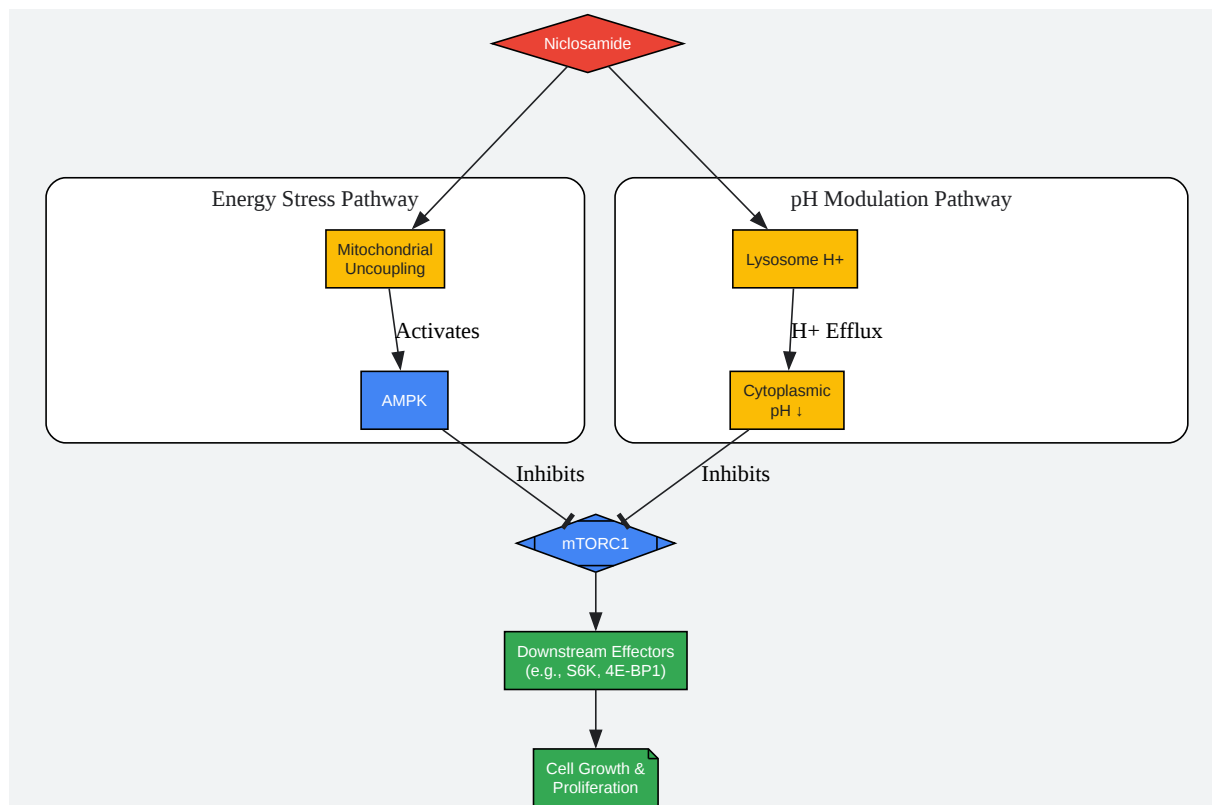 Niclosamide
Energy Stress Pathway
pH Modulation Pathway
Mitochondrial
Uncoupling
Lysosome H+
Activates
H+ Efflux
AMPK
Cytoplasmic
pH ↓
Inhibits
Inhibits
mTORC1
Downstream Effectors
(e.g., S6K, 4E-BP1)
Cell Growth &
Proliferation